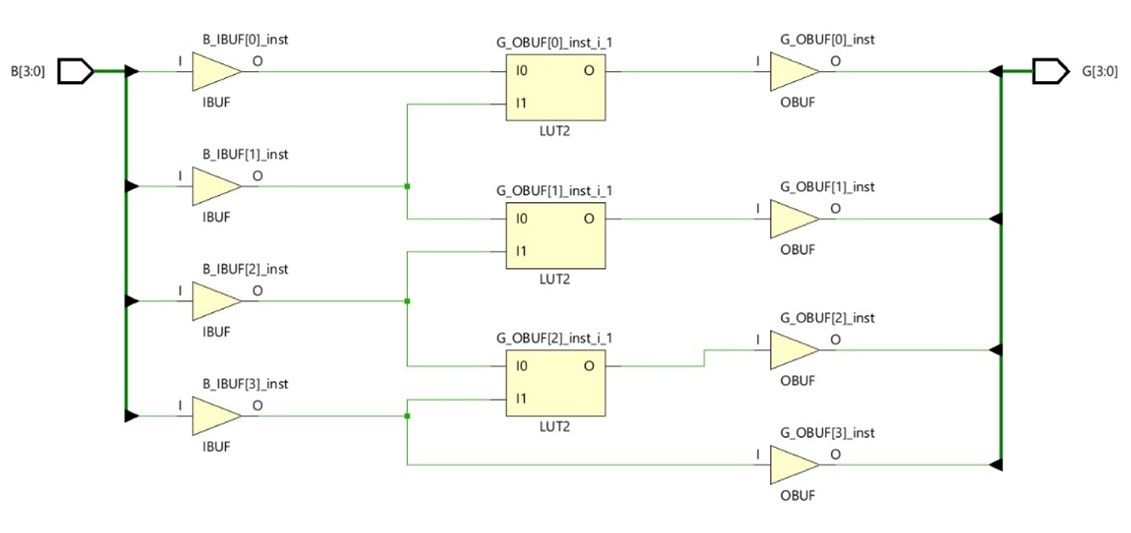 B_IBUF[0]_inst
G_OBUF[0]_inst_i_1
G_OBUF[0]_inst
B[3:0]
I
O
I0
O
I
O
G[3:0]
IBUF
I1
OBUF
LUT2
B_IBUF[1]_inst
I
O
IBUF
G_OBUF[1]_inst_i_1
G_OBUF[1]_inst
I0
O
I
O
I1
OBUF
LUT2
B_IBUF[2]_inst
I
O
IBUF
G_OBUF[2]_inst_i_1
G_OBUF[2]_inst
I0
O
I
O
I1
OBUF
LUT2
B_IBUF[3]_inst
I
O
IBUF
G_OBUF[3]_inst
I
O
OBUF